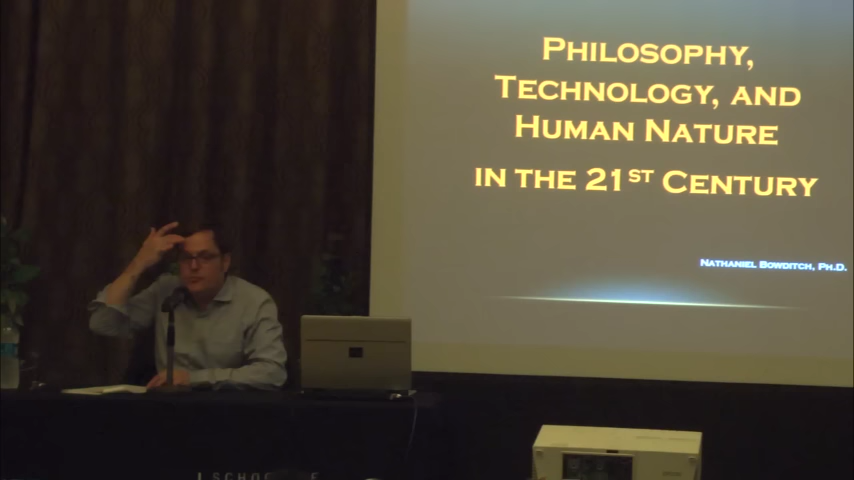 PHILOSOPHY,
TECHNOLOGY, AND
HUMAN NATURE
IN THE 21ST CENTURY
NATHANIEL BOWDITCH, PH.D.